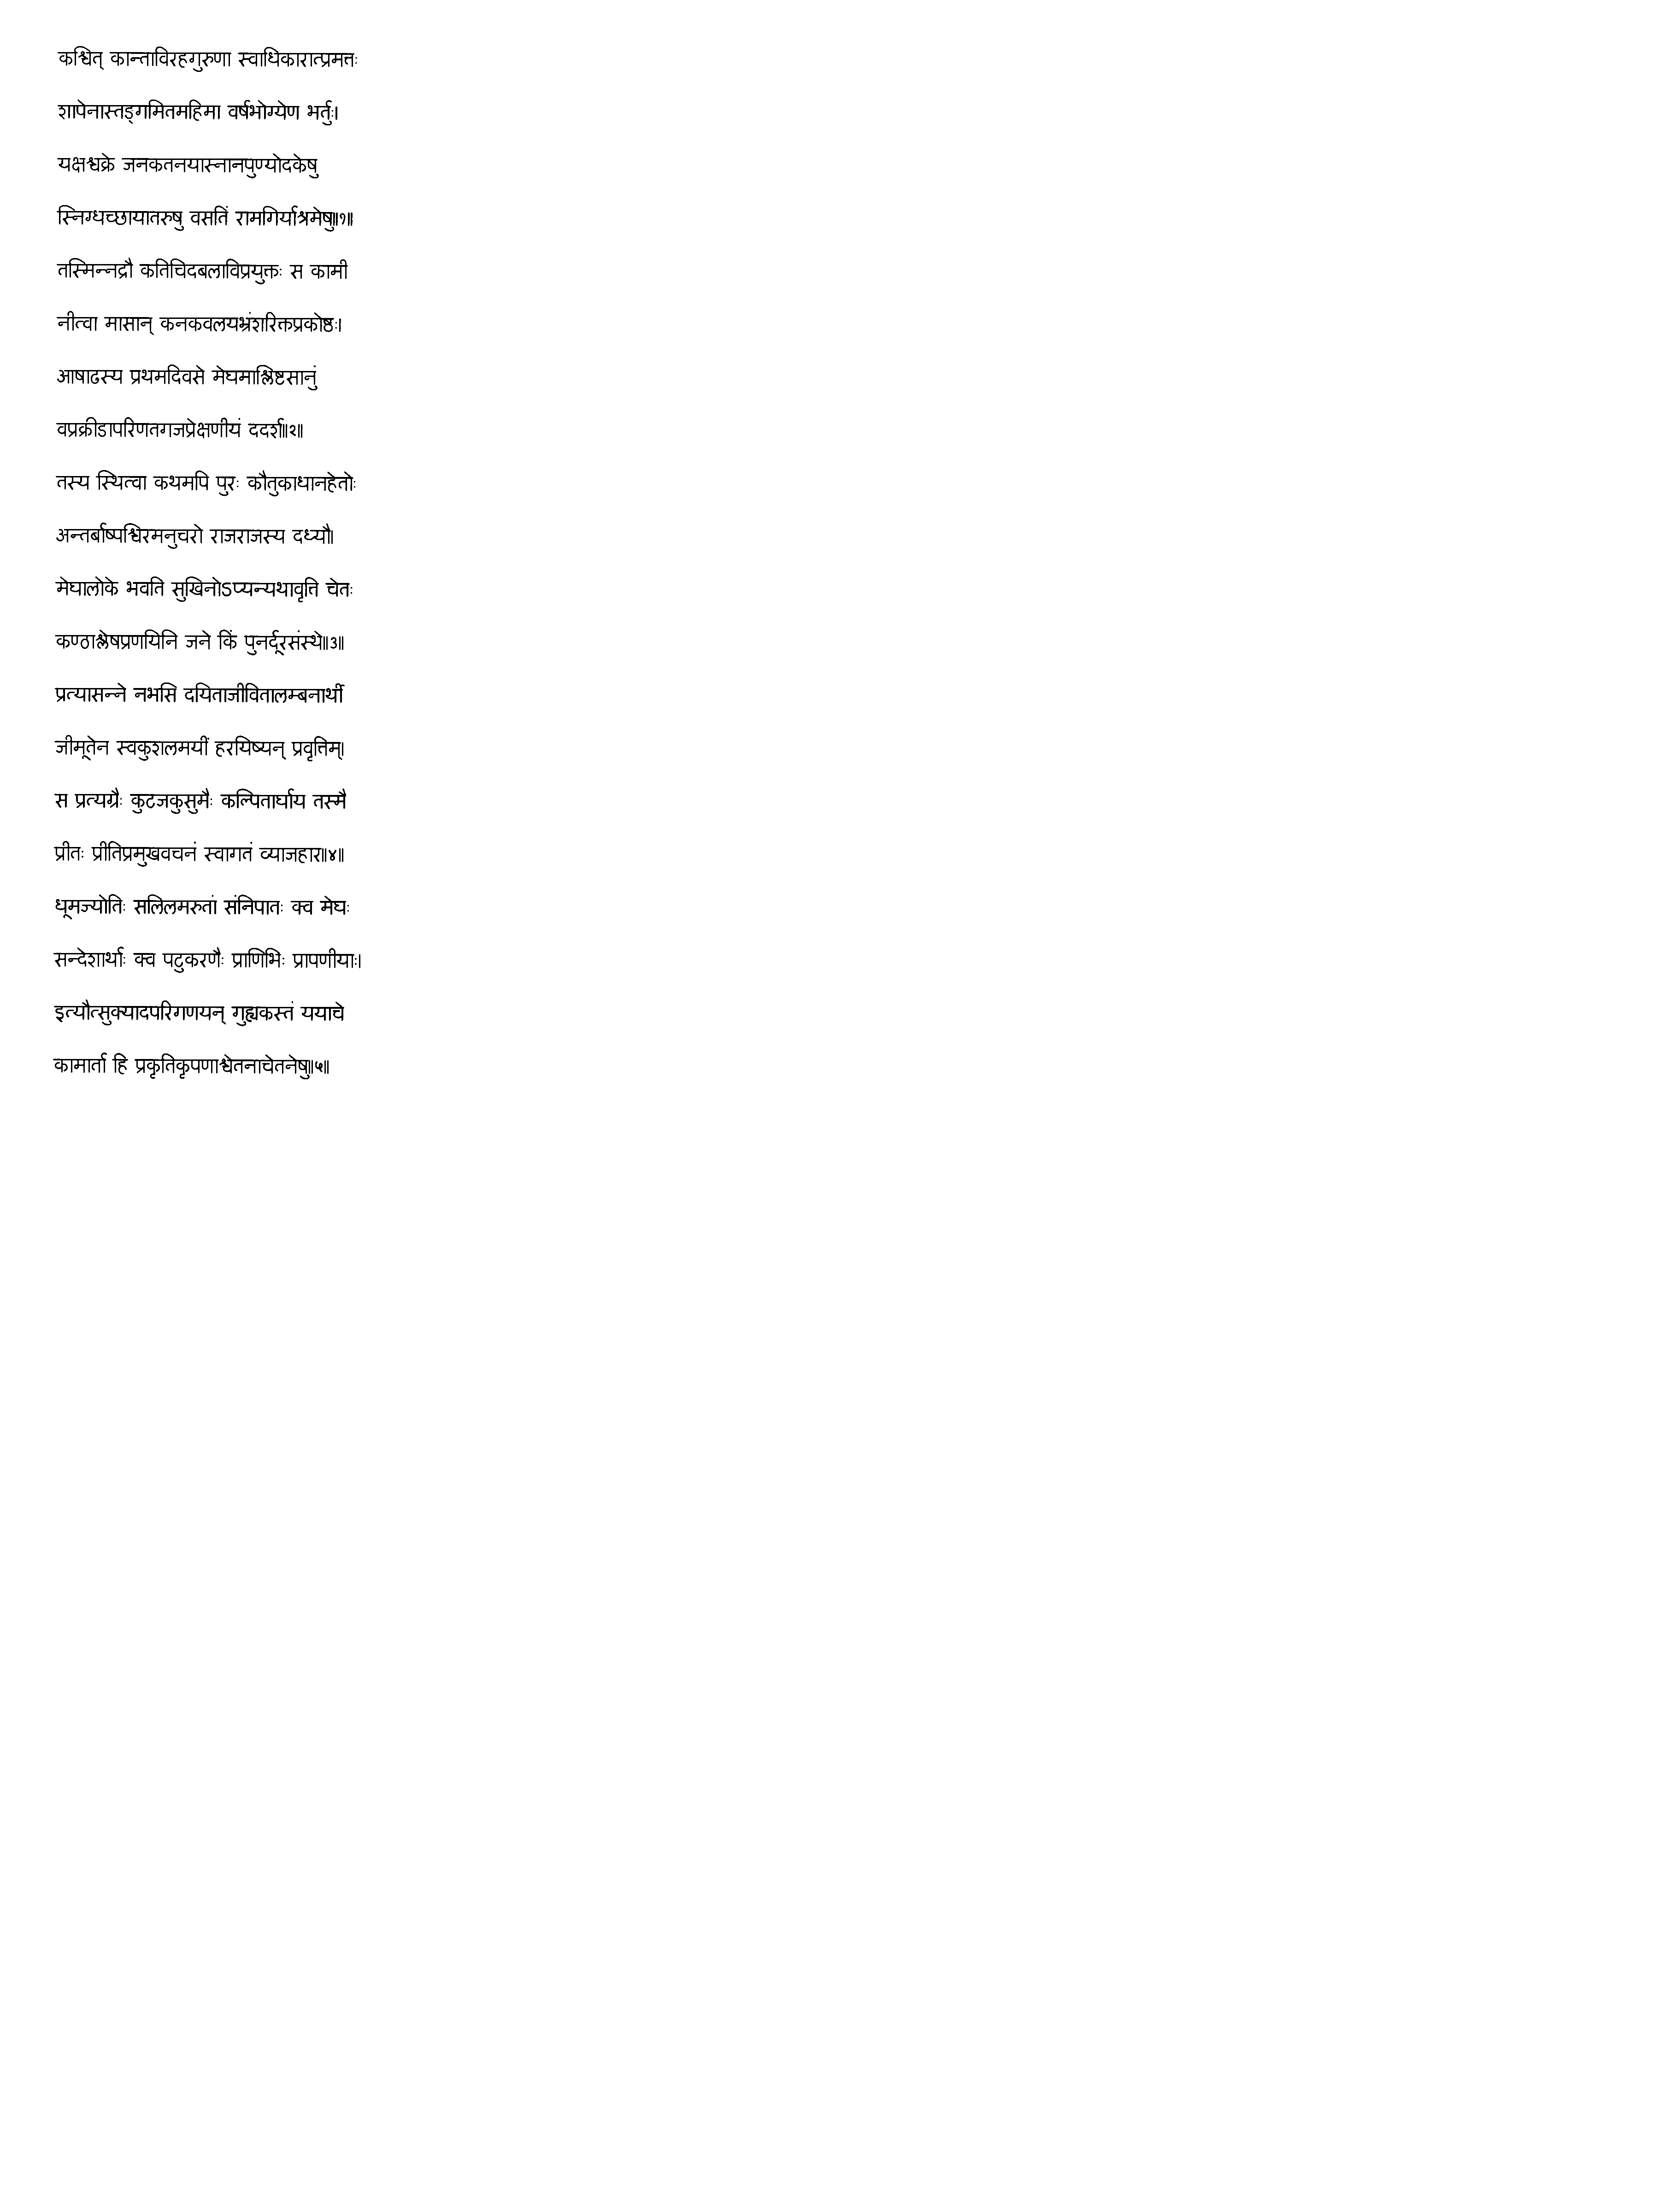 कश्चित् कान्ताविरहगुरुणा स्वाधिकारात्प्रमत्तः
शापेनास्तङ्गमितमहिमा वर्षभोग्येण भर्तुः।
यक्षश्चक्रे जनकतनयास्नानपुण्योदकेषु
स्निग्धच्छायातरुषु वसतिं रामगिर्याश्रमेषु॥१॥
तस्मिन्नद्रौ कतिचिदबलाविप्रयुक्तः स कामी
नीत्वा मासान् कनकवलयभ्रंशरिक्तप्रकोष्ठः।
आषाढस्य प्रथमदिवसे मेघमाश्लिष्टसानुं
वप्रक्रीडापरिणतगजप्रेक्षणीयं ददर्श॥२॥
तस्य स्थित्वा कथमपि पुरः कौतुकाधानहेतोः
अन्तर्बाष्पश्चिरमनुचरो राजराजस्य दध्यौ।
मेघालोके भवति सुखिनोऽप्यन्यथावृत्ति चेतः
कण्ठाश्लेषप्रणयिनि जने किं पुनर्दूरसंस्थे॥३॥
प्रत्यासन्ने नभसि दयिताजीवितालम्बनार्थी
जीमूतेन स्वकुशलमयीं हरयिष्यन् प्रवृत्तिम्।
स प्रत्यग्रैः कुटजकुसुमैः कल्पितार्घाय तस्मै
प्रीतः प्रीतिप्रमुखवचनं स्वागतं व्याजहार॥४॥
धूमज्योतिः सलिलमरुतां संनिपातः क्व मेघः
सन्देशार्थाः क्व पटुकरणैः प्राणिभिः प्रापणीयाः।
इत्यौत्सुक्यादपरिगणयन् गुह्यकस्तं ययाचे
कामार्ता हि प्रकृतिकृपणाश्चेतनाचेतनेषु॥५॥